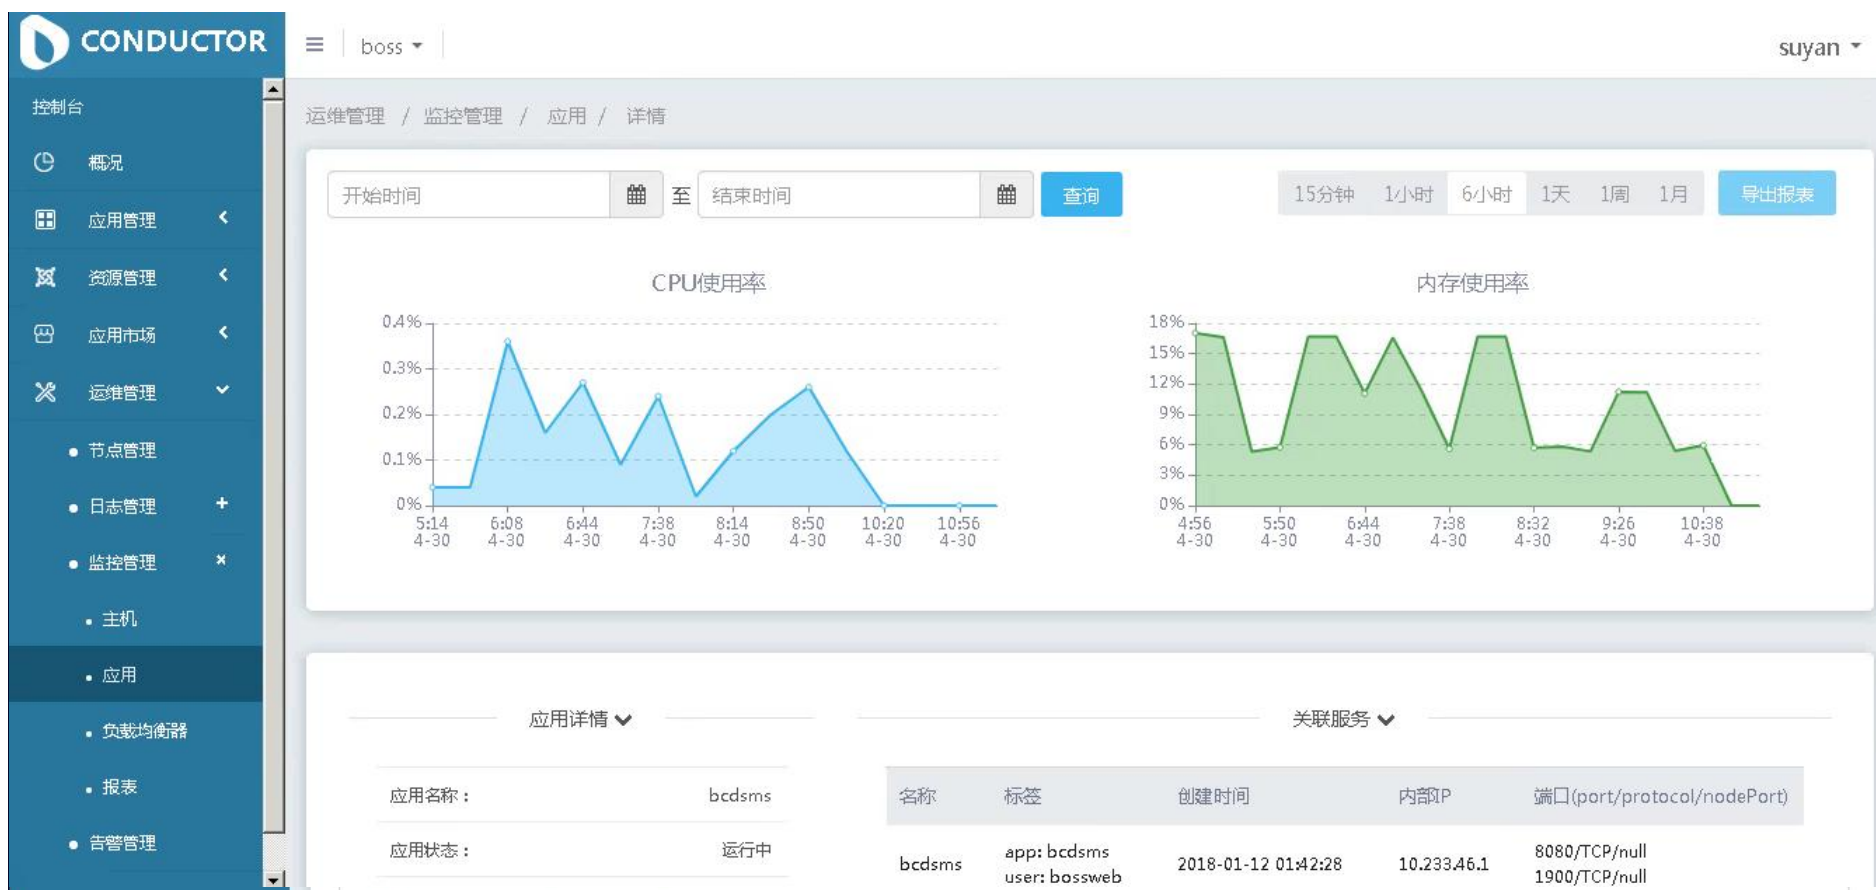 CONDUCTOR
boss
suyan
控制台
概况
应用管理
资源管理
应用市场
运维管理
节点管理
日志管理
监控管理
主机
应用
负载均衡器
报表
告警管理
运维管理 / 监控管理 / 应用 / 详情
开始时间 至 结束时间 查询
15分钟 1小时 6小时 1天 1周 1月 导出报表
CPU使用率
0.4%
0.3%
0.2%
0.1%
0%
5:14 6:08 6:44 7:38 8:14 8:50 10:20 10:56
4-30 4-30 4-30 4-30 4-30 4-30 4-30 4-30
内存使用率
18%
15%
12%
9%
6%
3%
0%
4:56 5:50 6:44 7:38 8:32 9:26 10:38
4-30 4-30 4-30 4-30 4-30 4-30 4-30
应用详情
应用名称： bcdsms
应用状态： 运行中
关联服务
名称 标签 创建时间 内部IP 端口(port/protocol/nodePort)
bcdsms app: bcdsms 2018-01-12 01:42:28 10.233.46.1 8080/TCP/null
user: bossweb 1900/TCP/null